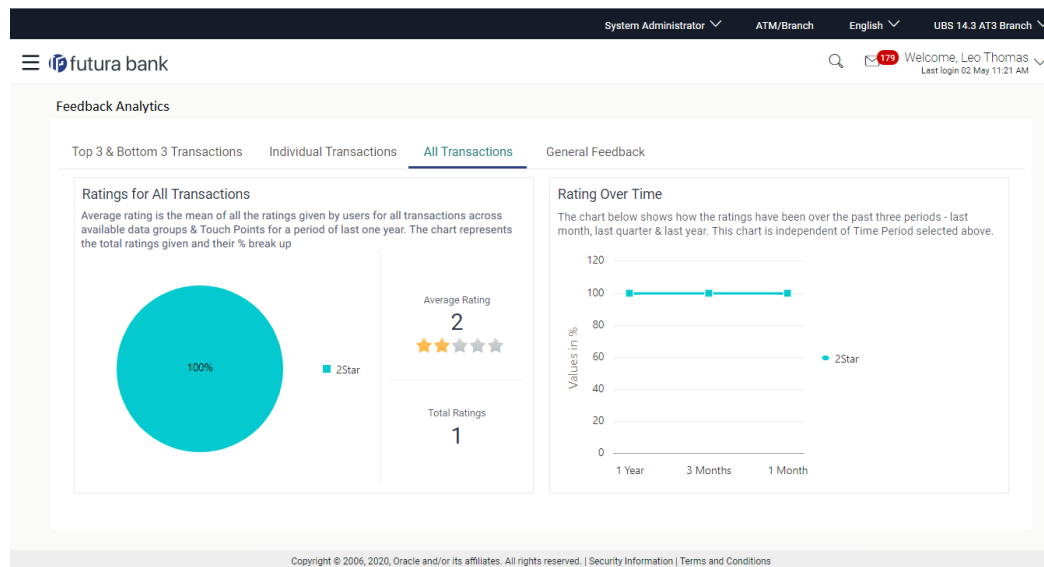 System Administrator ATM/Branch English UBS 14.3 AT3 Branch
futura bank
179
Welcome, Leo Thomas
Last login 02 May 11:21 AM
Feedback Analytics
Top 3 & Bottom 3 Transactions Individual Transactions All Transactions General Feedback
Ratings for All Transactions
Average rating is the mean of all the ratings given by users for all transactions across
available data groups & Touch Points for a period of last one year. The chart represents
the total ratings given and their % break up
100%
2Star
Average Rating
2
Total Ratings
1
Rating Over Time
The chart below shows how the ratings have been over the past three periods - last
month, last quarter & last year. This chart is independent of Time Period selected above.
Values in %
120
100
80
60
40
20
0
1 Year 3 Months 1 Month
2Star
Copyright © 2006, 2020, Oracle and/or its affiliates. All rights reserved. | Security Information | Terms and Conditions